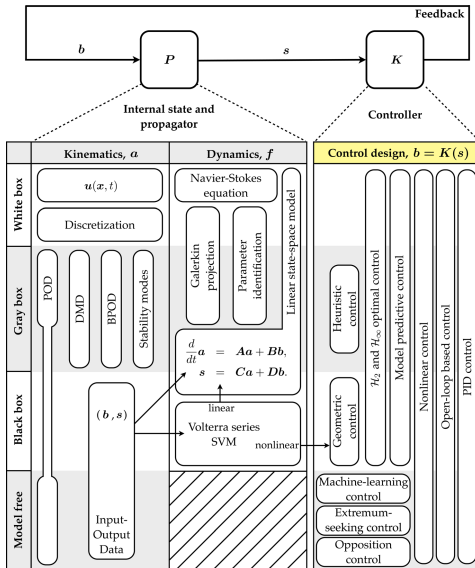 Feedback
b
P
s
K
Internal state and
propagator
Controller
Kinematics, a
Dynamics, f
Control design, b = K(s)
White box
u(x, t)
Discretization
Navier-Stokes
equation
Galerkin
projection
Parameter
identification
Linear state-space model
Gray box
POD
DMD
BPOD
Stability modes
d/dt a = Aa + Bb,
s = Ca + Db.
linear
Heuristic
control
H2 and H∞ optimal control
Model predictive control
Nonlinear control
Open-loop based control
PID control
Black box
(b, s)
Volterra series
SVM
nonlinear
Geometric
control
Model free
Input-
Output
Data
Machine-learning
control
Extremum-
seeking control
Opposition
control